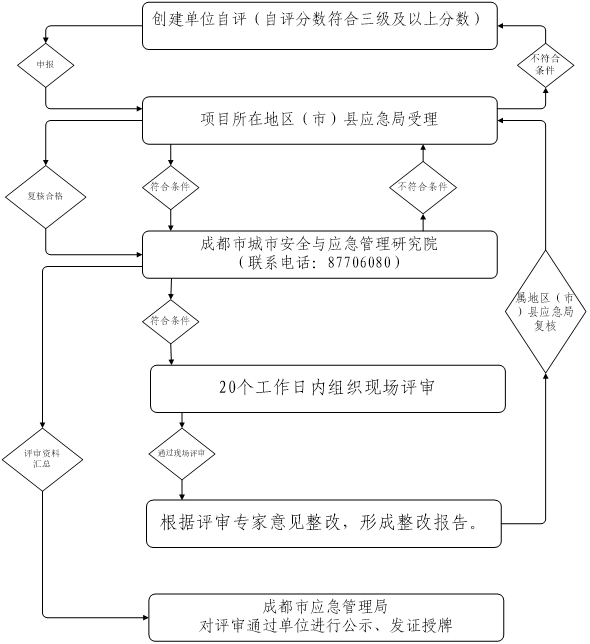 创建单位自评（自评分数符合三级及以上分数）
申报
不符合
条件
项目所在地区（市）县应急局受理
复核合格
符合条件
不符合条件
成都市城市安全与应急管理研究院
（联系电话：87706080）
属地区（市
）县应急局
复核
符合条件
20个工作日内组织现场评审
评审资料
汇总
通过现场评审
根据评审专家意见整改，形成整改报告。
成都市应急管理局
对评审通过单位进行公示、发证授牌